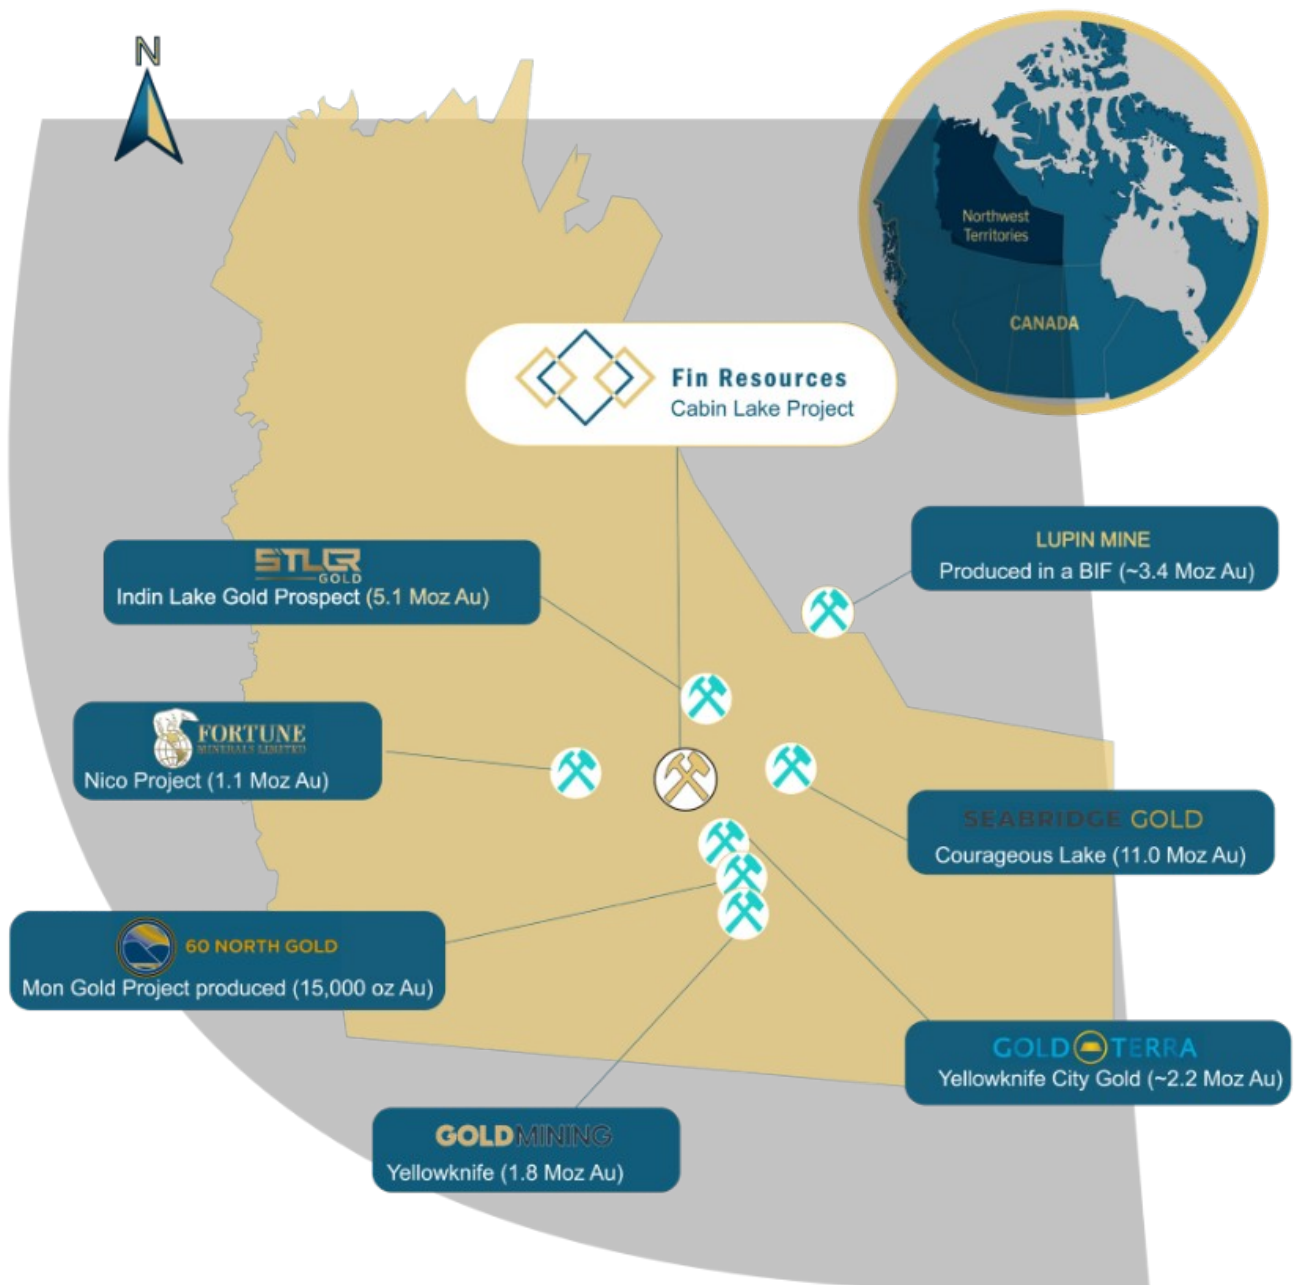 N
Northwest
Territories
CANADA
Fin Resources
Cabin Lake Project
LUPIN MINE
Produced in a BIF (~3.4 Moz Au)
STLLR
GOLD
Indin Lake Gold Prospect (5.1 Moz Au)
FORTUNE
MINERALS LIMITED
Nico Project (1.1 Moz Au)
SEABRIDGE GOLD
Courageous Lake (11.0 Moz Au)
60 NORTH GOLD
Mon Gold Project produced (15,000 oz Au)
GOLD TERRA
Yellowknife City Gold (~2.2 Moz Au)
GOLDMINING
Yellowknife (1.8 Moz Au)